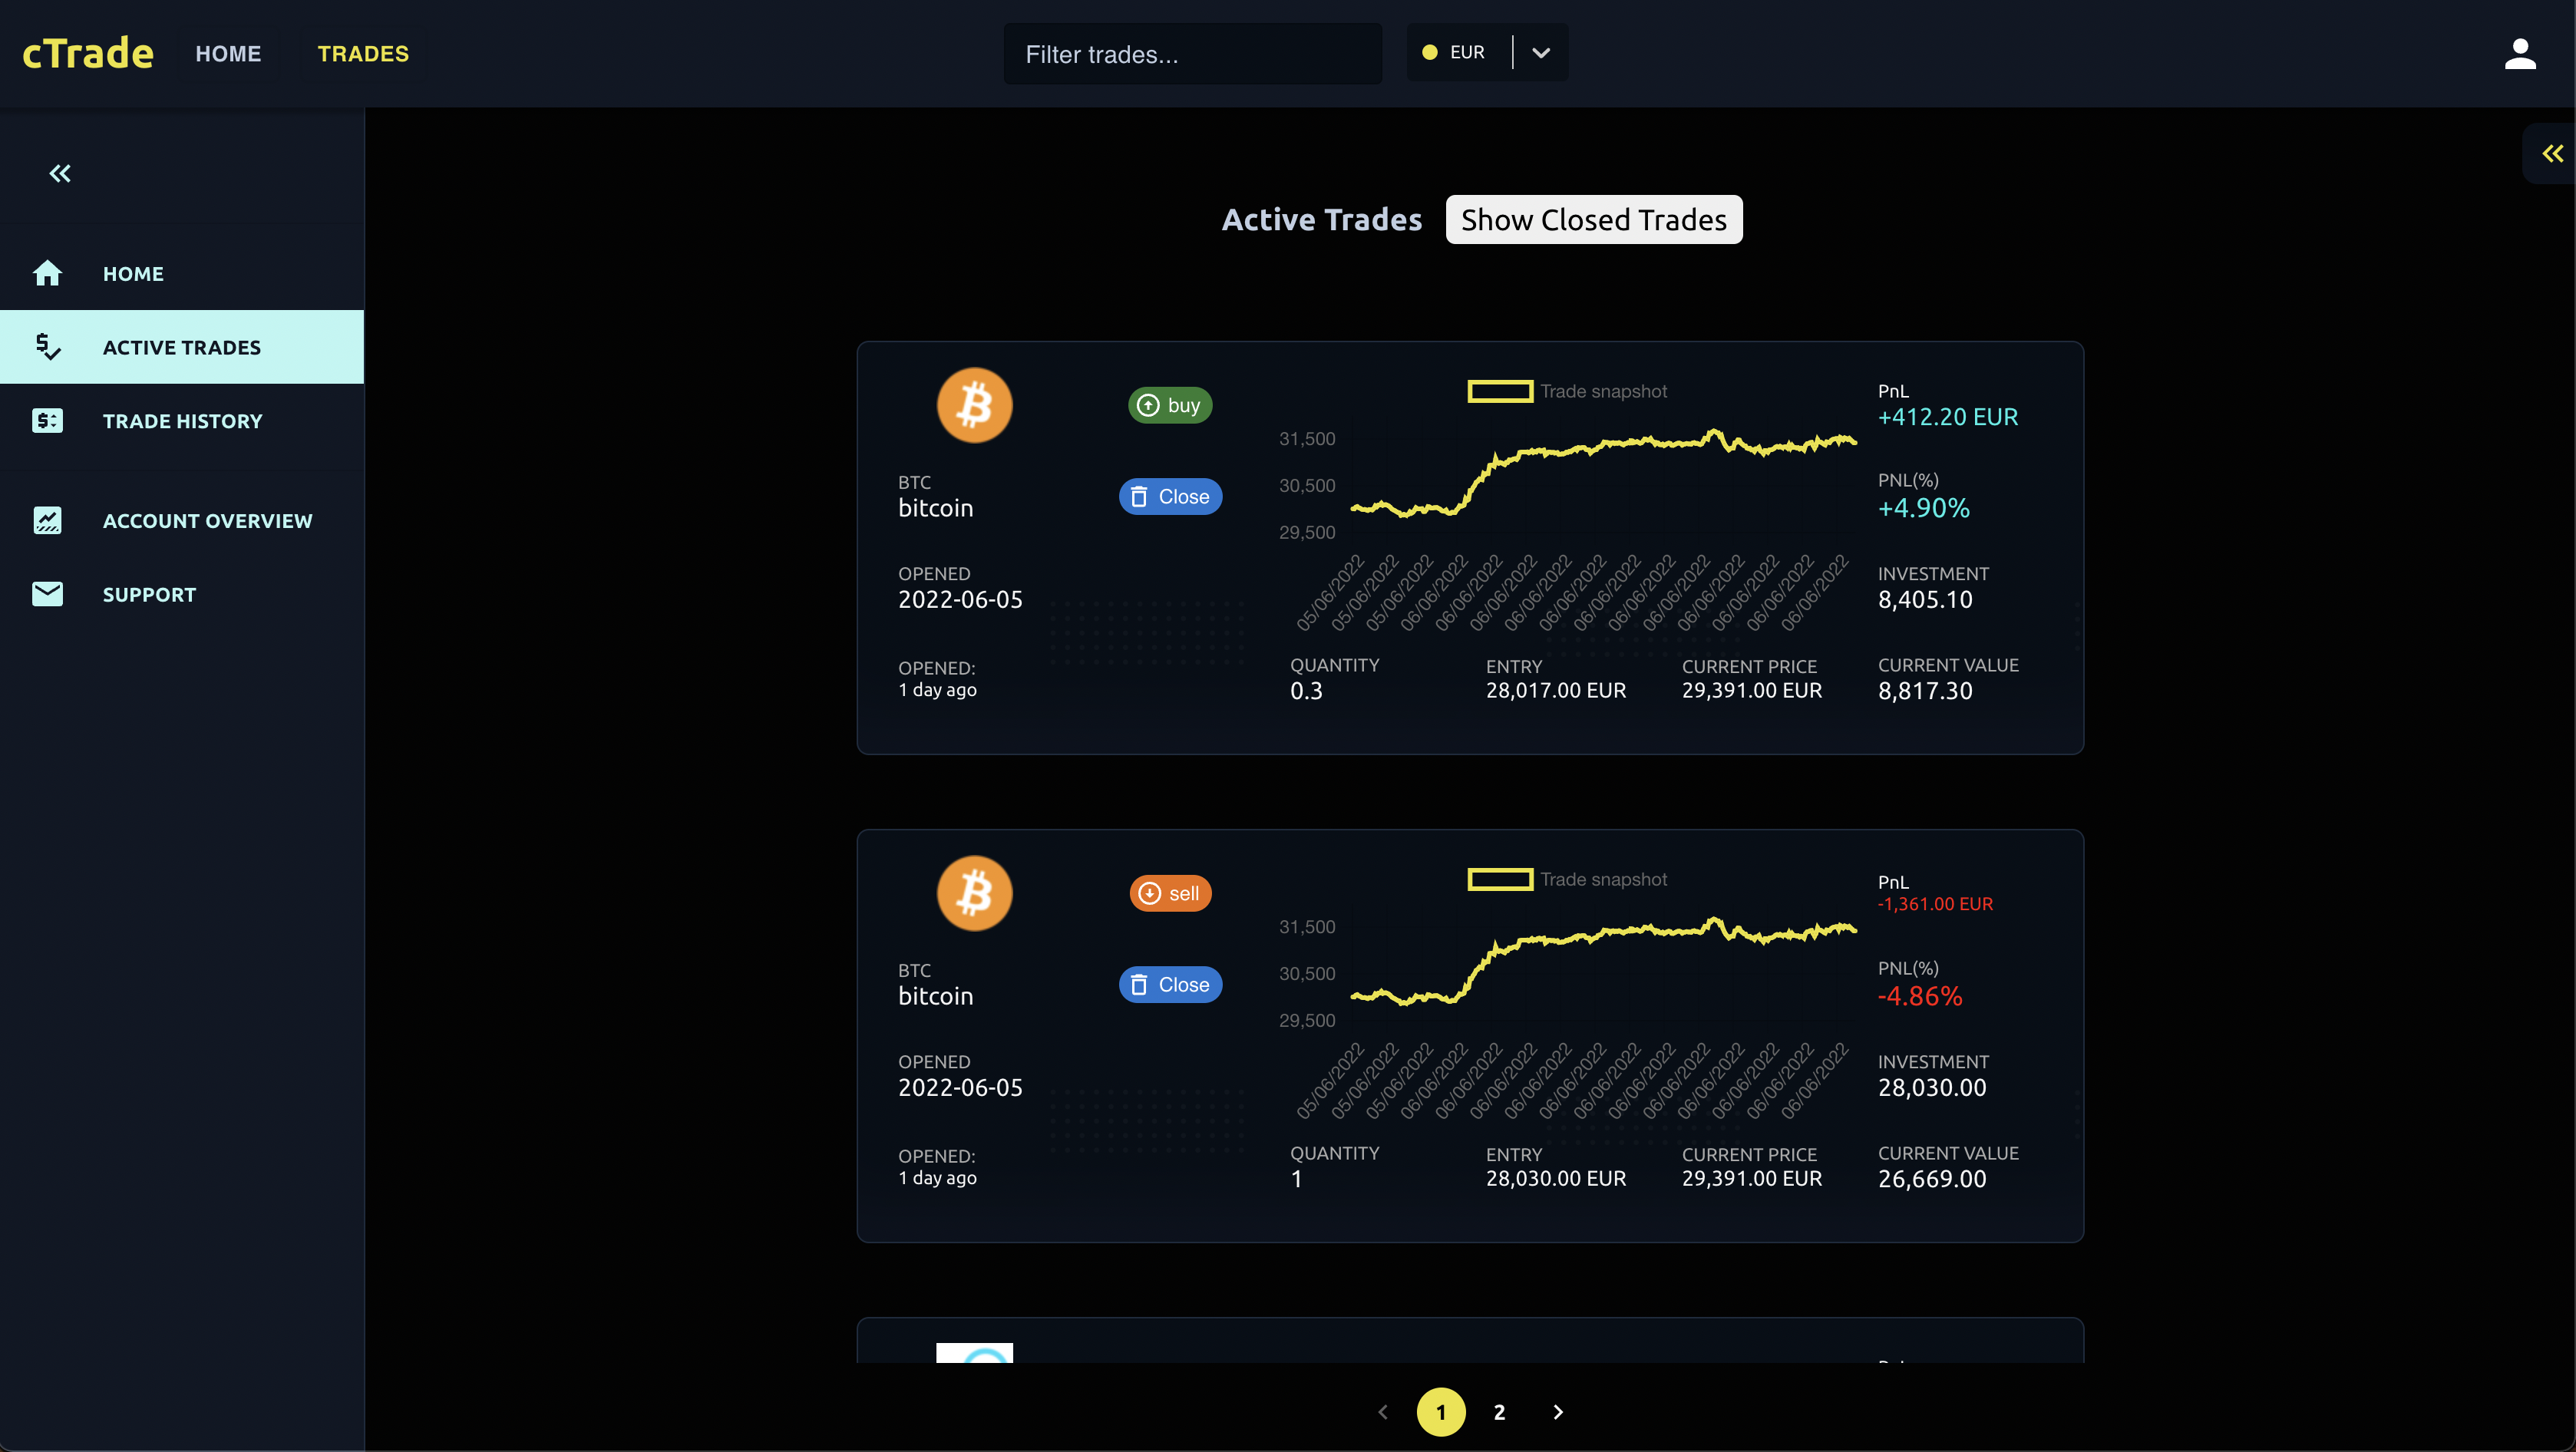 cTrade
HOME
TRADES
Filter trades...
EUR
HOME
ACTIVE TRADES
TRADE HISTORY
ACCOUNT OVERVIEW
SUPPORT
Active Trades
Show Closed Trades
BTC
bitcoin
OPENED
2022-06-05
OPENED:
1 day ago
buy
Close
Trade snapshot
31,500
30,500
29,500
05/06/2022
05/06/2022
05/06/2022
06/06/2022
06/06/2022
06/06/2022
06/06/2022
06/06/2022
06/06/2022
06/06/2022
06/06/2022
06/06/2022
06/06/2022
06/06/2022
06/06/2022
QUANTITY
0.3
ENTRY
28,017.00 EUR
CURRENT PRICE
29,391.00 EUR
PnL
+412.20 EUR
PNL(%)
+4.90%
INVESTMENT
8,405.10
CURRENT VALUE
8,817.30
BTC
bitcoin
OPENED
2022-06-05
OPENED:
1 day ago
sell
Close
Trade snapshot
31,500
30,500
29,500
05/06/2022
05/06/2022
05/06/2022
06/06/2022
06/06/2022
06/06/2022
06/06/2022
06/06/2022
06/06/2022
06/06/2022
06/06/2022
06/06/2022
06/06/2022
06/06/2022
06/06/2022
QUANTITY
1
ENTRY
28,030.00 EUR
CURRENT PRICE
29,391.00 EUR
PnL
-1,361.00 EUR
PNL(%)
-4.86%
INVESTMENT
28,030.00
CURRENT VALUE
26,669.00
1
2